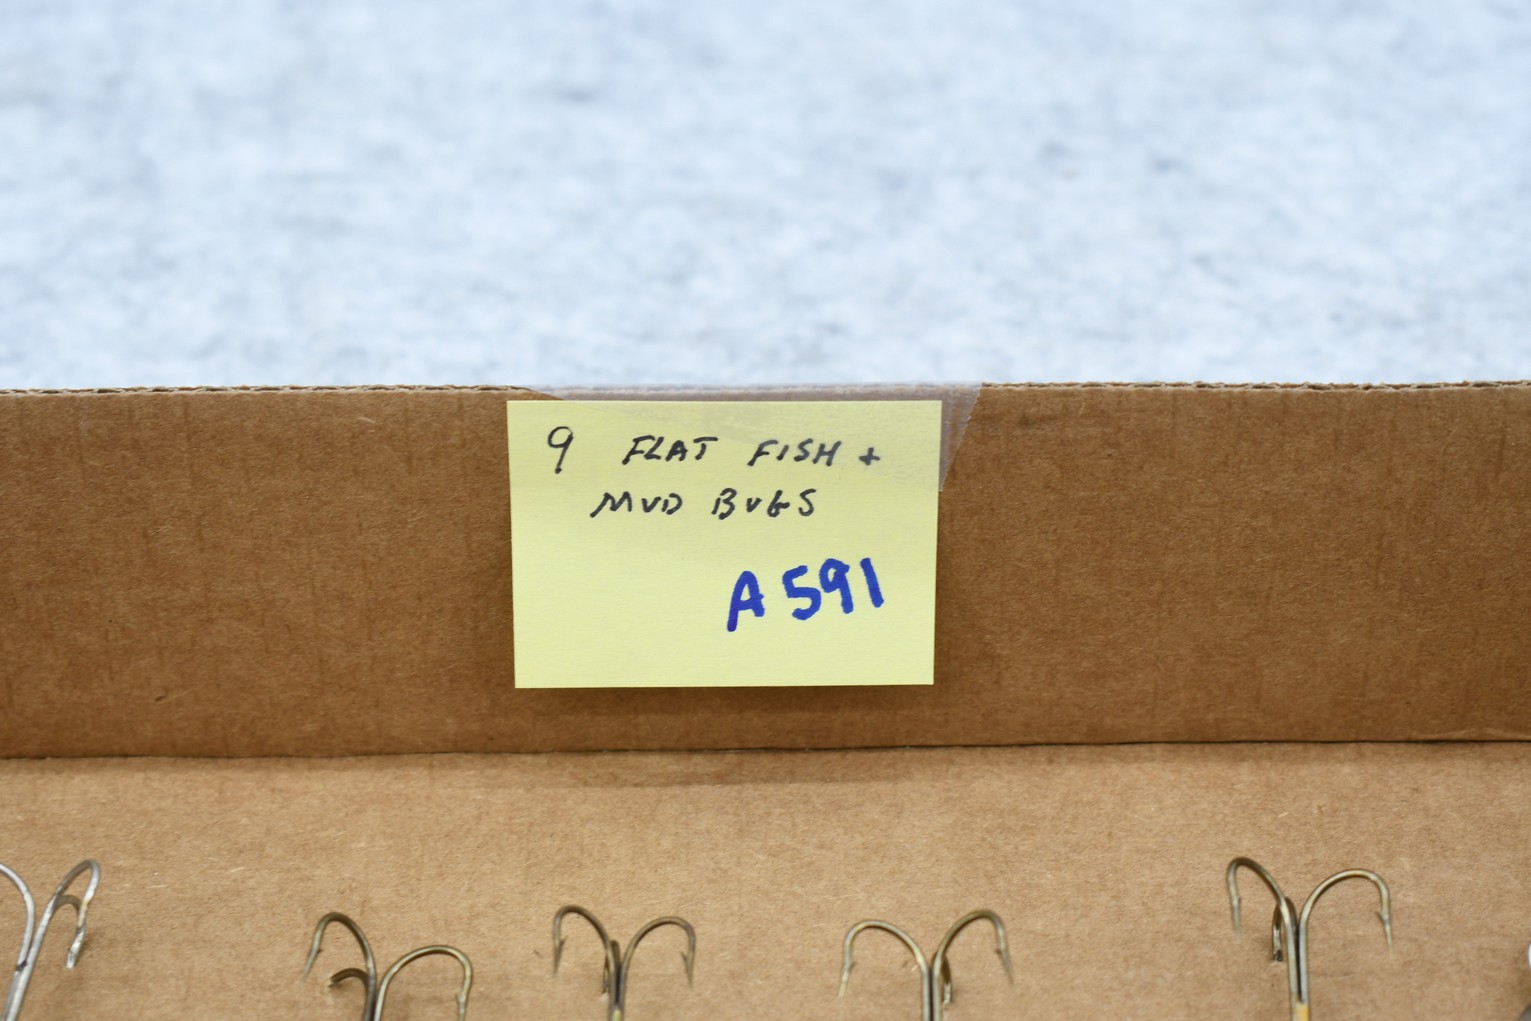 9 FLAT FISH +
MUD BUGS
A591